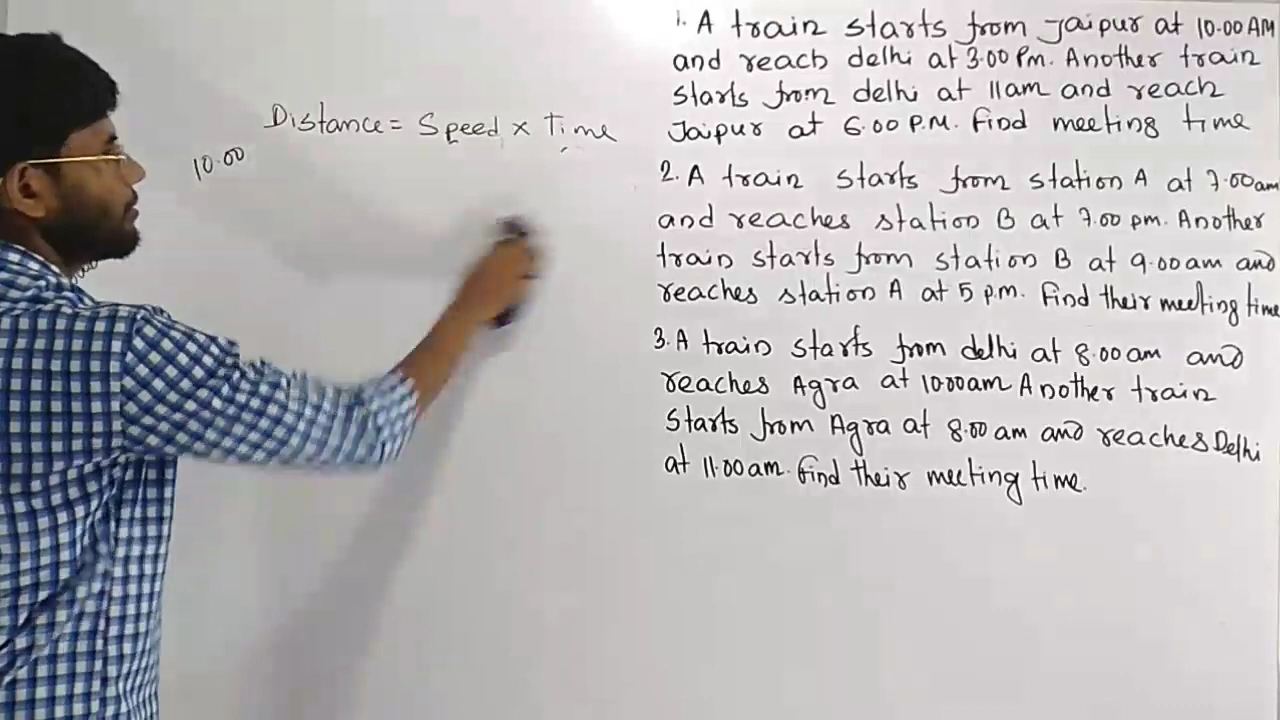 Distance = Speed × Time
10.00
1. A train starts from Jaipur at 10.00 AM
and reach delhi at 3.00 Pm. Another train
starts from delhi at 11am and reach
Jaipur at 6.00 P.M. find meeting time
2. A train starts from station A at 7.00am
and reaches station B at 7.00 pm. Another
train starts from station B at 9.00am and
reaches station A at 5 p.m. find their meeting time
3. A train starts from delhi at 8.00am and
reaches Agra at 10.00am Another train
starts from Agra at 8.00 am and reaches Delhi
at 11.00am. find their meeting time.